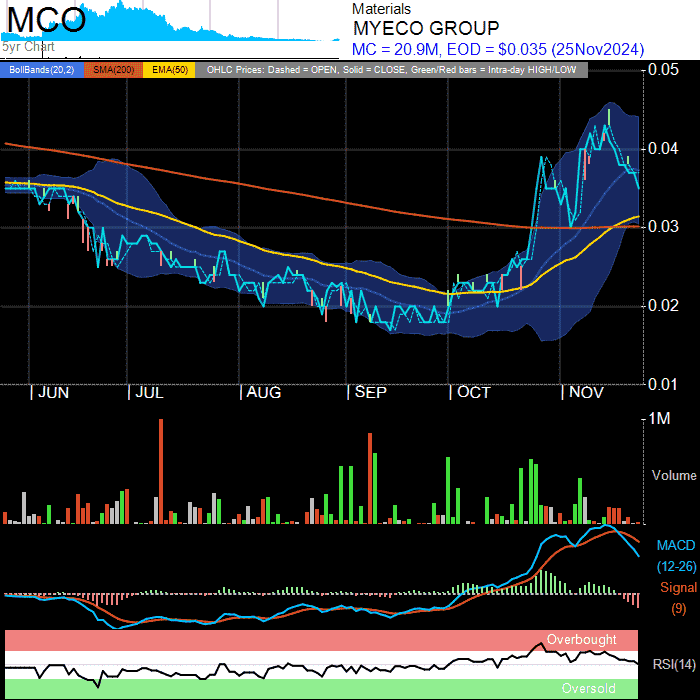 MCO
5yr Chart
Materials
MYECO GROUP
MC = 20.9M, EOD = $0.035 (25Nov2024)
BollBands(20,2) SMA(200) EMA(50) OHLC Prices: Dashed = OPEN, Solid = CLOSE, Green/Red bars = Intra-day HIGH/LOW
0.05
0.04
0.03
0.02
0.01
JUN JUL AUG SEP OCT NOV
1M
Volume
MACD
(12-26)
Signal
(9)
Overbought
RSI(14)
Oversold